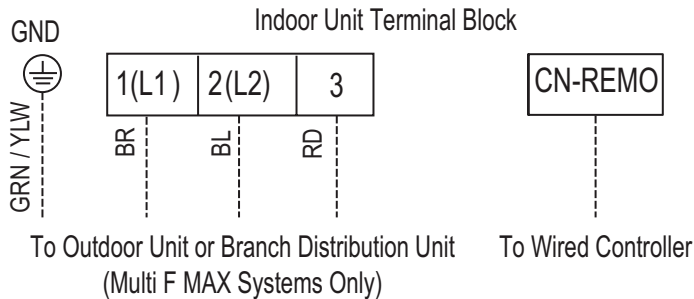 Indoor Unit Terminal Block
GND
1(L1)
2(L2)
3
CN-REMO
GRN / YLW
BR
BL
RD
To Outdoor Unit or Branch Distribution Unit
(Multi F MAX Systems Only)
To Wired Controller